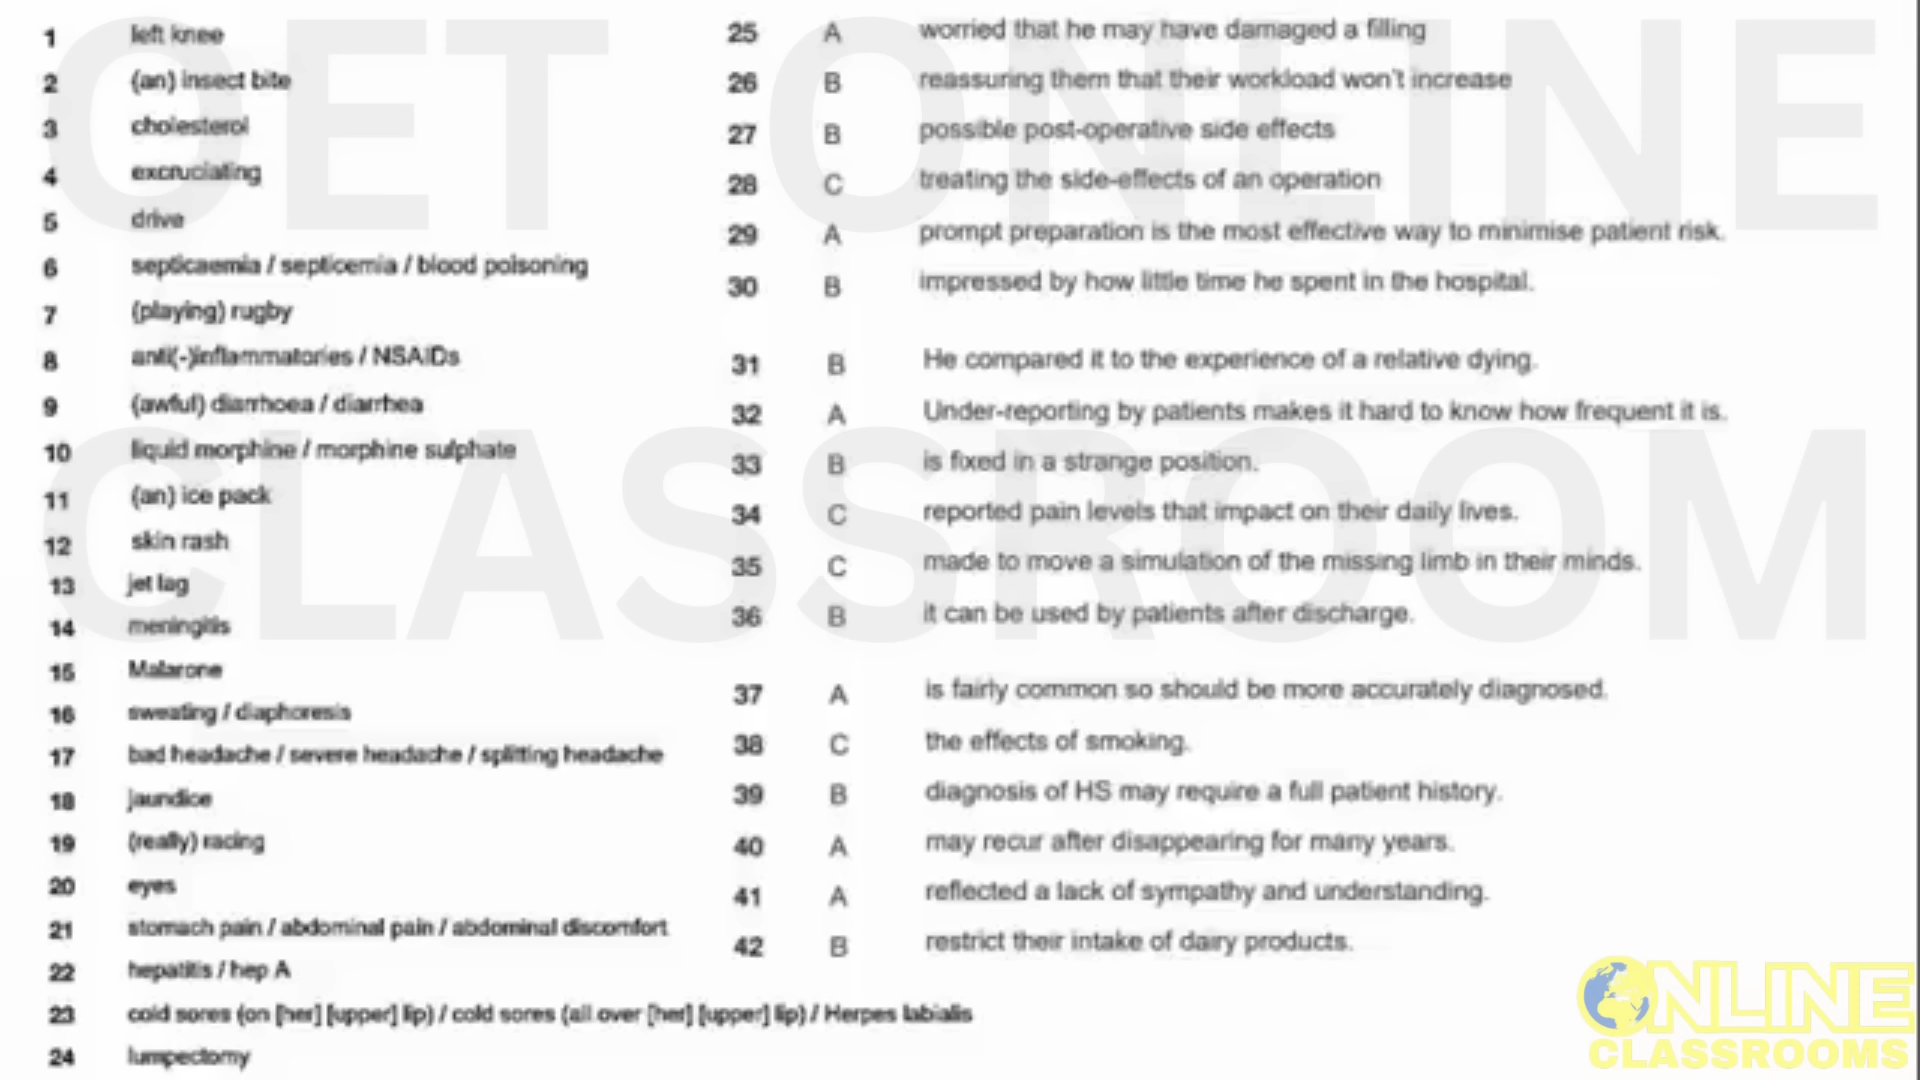 1 left knee
2 (an) insect bite
3 cholesterol
4 excruciating
5 drive
6 septicaemia / septicemia / blood poisoning
7 (playing) rugby
8 anti(-)inflammatories / NSAIDs
9 (awful) diarrhoea / diarrhea
10 liquid morphine / morphine sulphate
11 (an) ice pack
12 skin rash
13 jet lag
14 meningitis
15 Malarone
16 sweating / diaphoresis
17 bad headache / severe headache / splitting headache
18 jaundice
19 (really) racing
20 eyes
21 stomach pain / abdominal pain / abdominal discomfort
22 hepatitis / hep A
23 cold sores (on [her] [upper] lip) / cold sores (all over [her] [upper] lip) / Herpes labialis
24 lumpectomy
25 A worried that he may have damaged a filling
26 B reassuring them that their workload won't increase
27 B possible post-operative side effects
28 C treating the side-effects of an operation
29 A prompt preparation is the most effective way to minimise patient risk.
30 B impressed by how little time he spent in the hospital.
31 B He compared it to the experience of a relative dying.
32 A Under-reporting by patients makes it hard to know how frequent it is.
33 B is fixed in a strange position.
34 C reported pain levels that impact on their daily lives.
35 C made to move a simulation of the missing limb in their minds.
36 B it can be used by patients after discharge.
37 A is fairly common so should be more accurately diagnosed.
38 C the effects of smoking.
39 B diagnosis of HS may require a full patient history.
40 A may recur after disappearing for many years.
41 A reflected a lack of sympathy and understanding.
42 B restrict their intake of dairy products.
OET ONLINE
CLASSROOM
ONLINE
CLASSROOMS